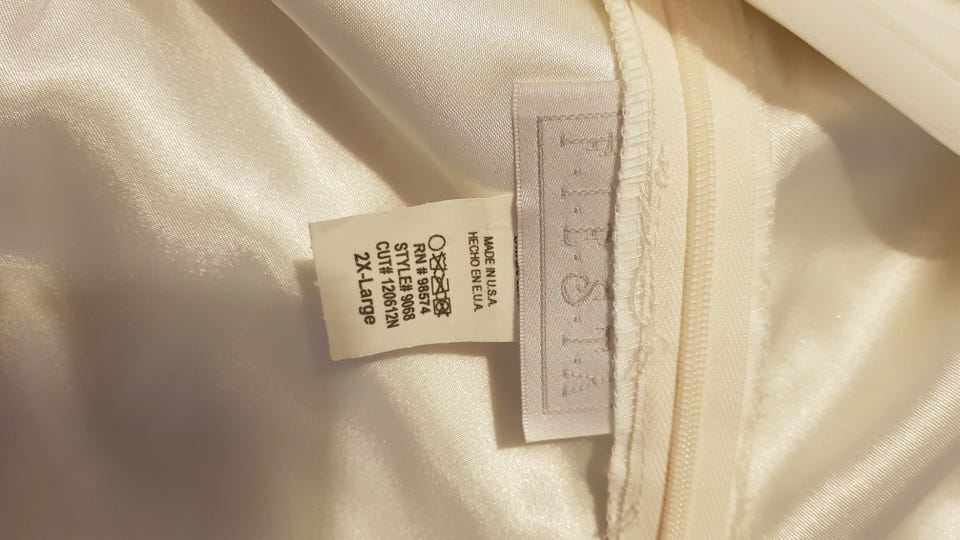 MADE IN U.S.A.
HECHO EN E.U.A.
RN # 98574
STYLE# 9068
CUT# 120612N
2X-Large